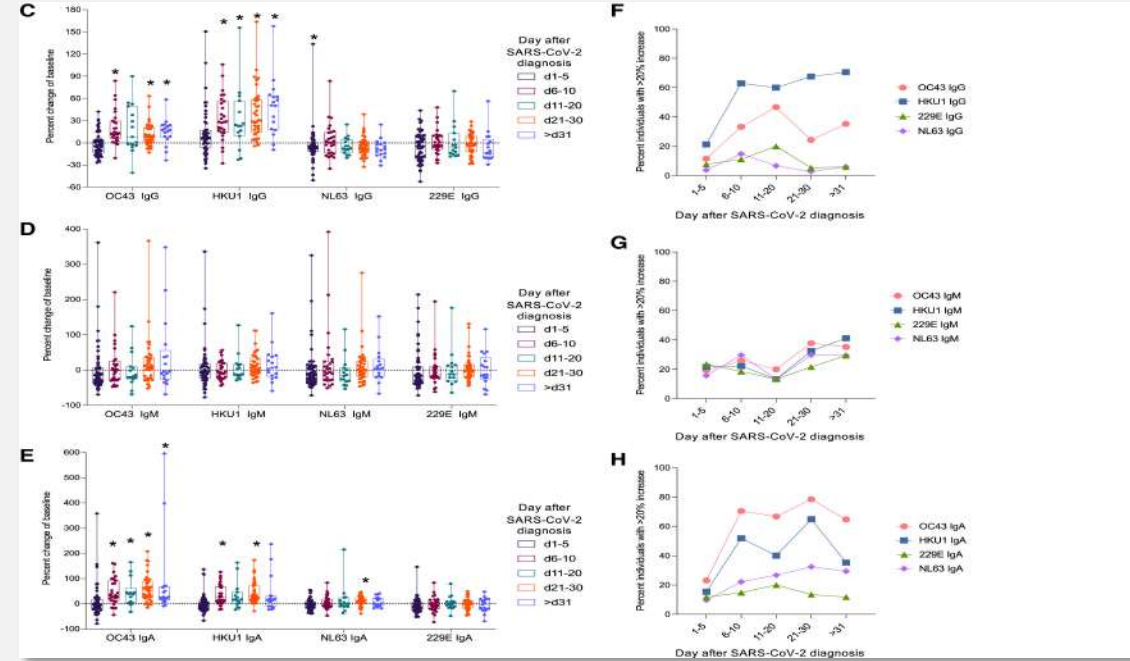 C
Percent change of baseline
180
150
120
90
60
30
0
-30
-60
* * * * * * * *
OC43 IgG HKU1 IgG NL63 IgG 229E IgG
Day after
SARS-CoV-2
diagnosis
d1-5
d6-10
d11-20
d21-30
>d31
F
Percent individuals with >20% increase
100
80
60
40
20
0
1-5 6-10 11-20 21-30 >31
Day after SARS-CoV-2 diagnosis
OC43 IgG
HKU1 IgG
229E IgG
NL63 IgG
D
Percent change of baseline
400
300
200
100
0
-100
OC43 IgM HKU1 IgM NL63 IgM 229E IgM
Day after
SARS-CoV-2
diagnosis
d1-5
d6-10
d11-20
d21-30
>d31
G
Percent individuals with >20% increase
100
80
60
40
20
0
1-5 6-10 11-20 21-30 >31
Day after SARS-CoV-2 diagnosis
OC43 IgM
HKU1 IgM
229E IgM
NL63 IgM
E
Percent change of baseline
600
500
400
300
200
100
0
-100
* * * * * * *
OC43 IgA HKU1 IgA NL63 IgA 229E IgA
Day after
SARS-CoV-2
diagnosis
d1-5
d6-10
d11-20
d21-30
>d31
H
Percent individuals with >20% increase
100
80
60
40
20
0
1-5 6-10 11-20 21-30 >31
Day after SARS-CoV-2 diagnosis
OC43 IgA
HKU1 IgA
229E IgA
NL63 IgA